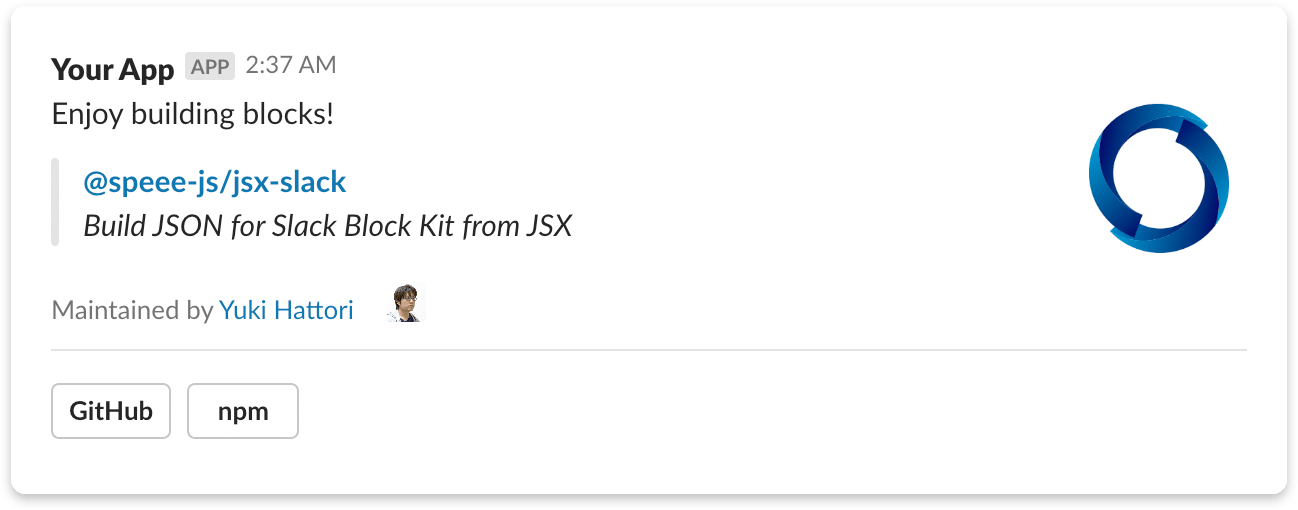 Your App APP 2:37 AM
Enjoy building blocks!
@speee-js/jsx-slack
Build JSON for Slack Block Kit from JSX
Maintained by Yuki Hattori
GitHub npm